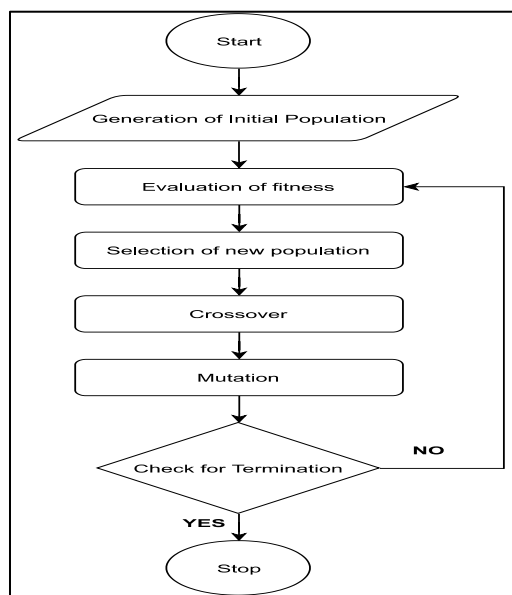 Start
Generation of Initial Population
Evaluation of fitness
Selection of new population
Crossover
Mutation
Check for Termination
NO
YES
Stop